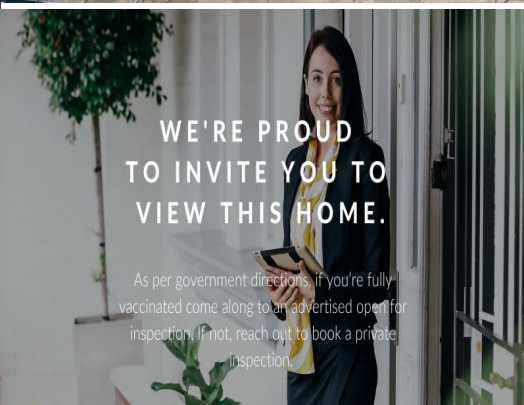 WE'RE PROUD
TO INVITE YOU TO
VIEW THIS HOME.
As per government directions, if you're fully
vaccinated come along to an advertised open for
inspection. If not, reach out to book a private
inspection.